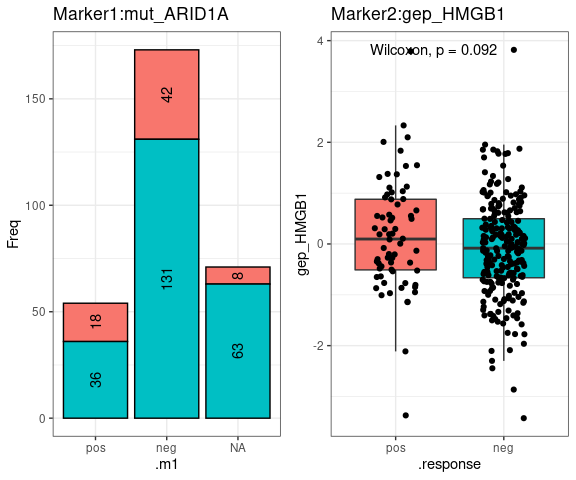 Marker1:mut_ARID1A
Freq
150
100
50
0
42
131
18
36
8
63
pos
neg
NA
.m1
Marker2:gep_HMGB1
Wilcoxon, p = 0.092
gep_HMGB1
4
2
0
-2
pos
neg
.response